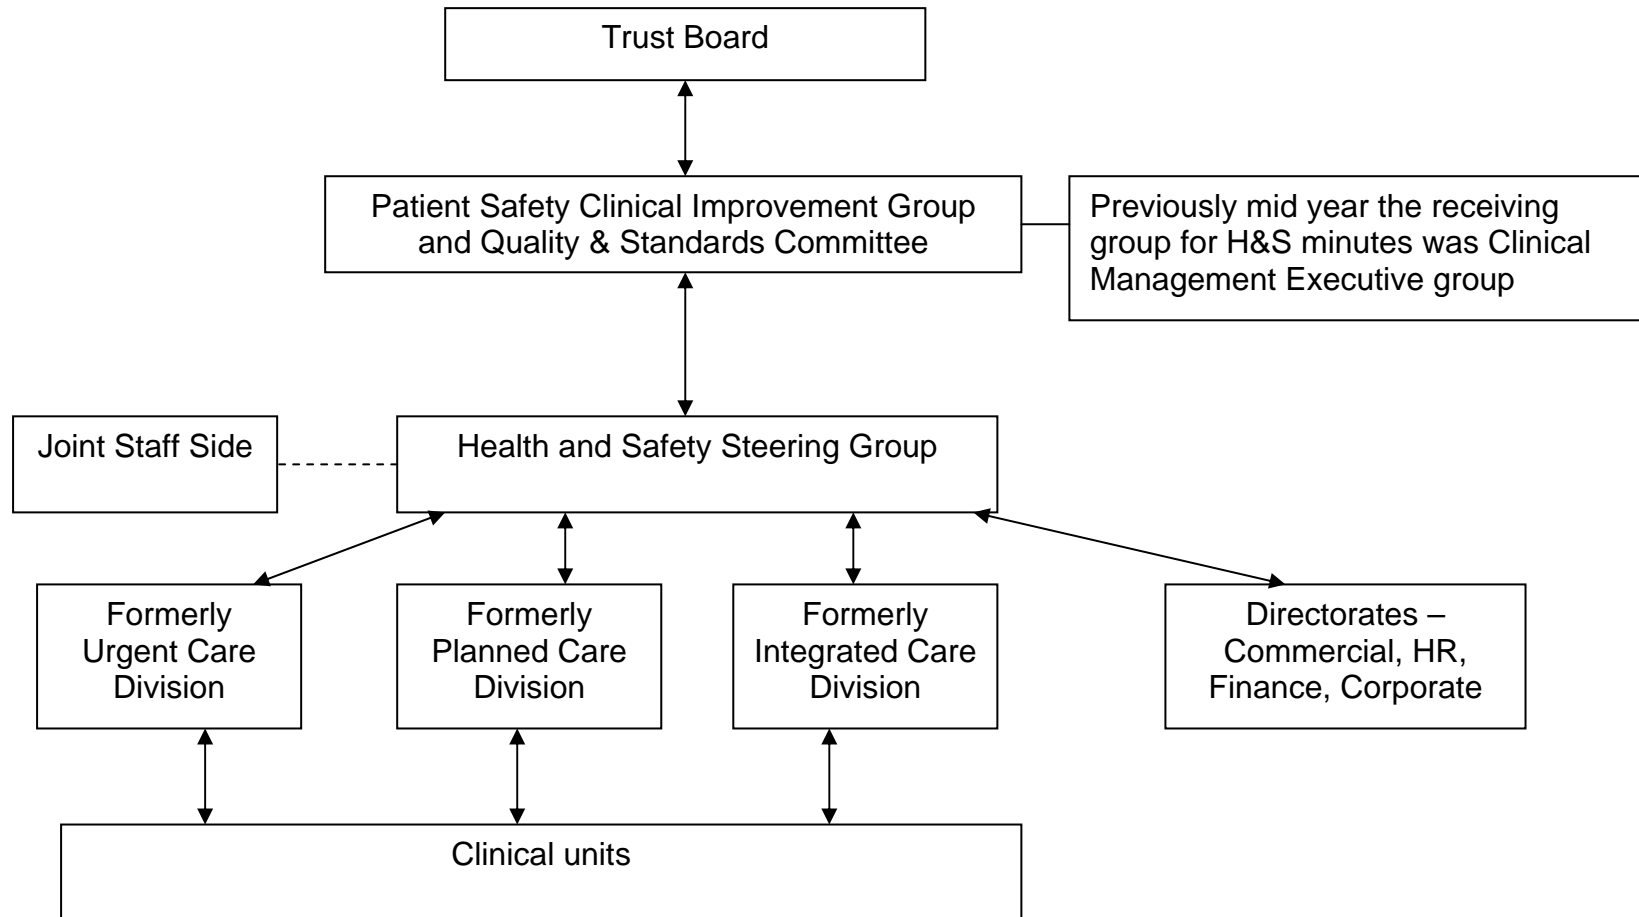 Trust Board
Patient Safety Clinical Improvement Group
and Quality & Standards Committee
Previously mid year the receiving
group for H&S minutes was Clinical
Management Executive group
Joint Staff Side
Health and Safety Steering Group
Formerly
Urgent Care
Division
Formerly
Planned Care
Division
Formerly
Integrated Care
Division
Directorates –
Commercial, HR,
Finance, Corporate
Clinical units